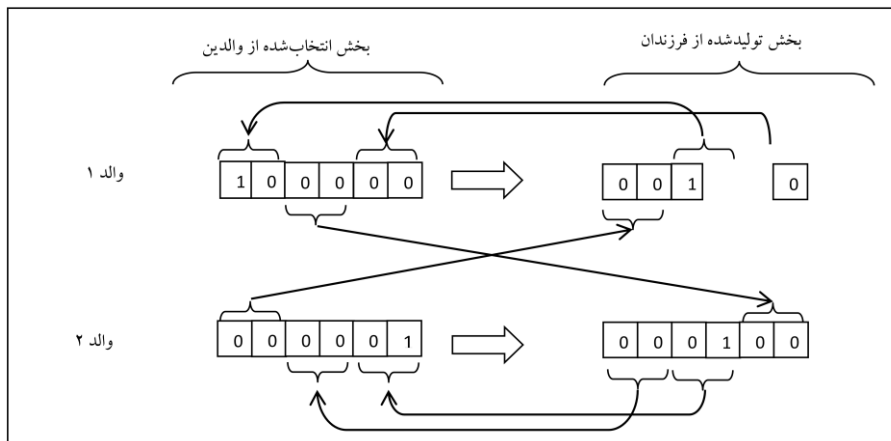 بخش انتخاب‌شده از والدین
بخش تولیدشده از فرزندان
والد ۱
1 0 0 0 0 0
0 0 1 0
والد ۲
0 0 0 0 0 1
0 0 0 1 0 0